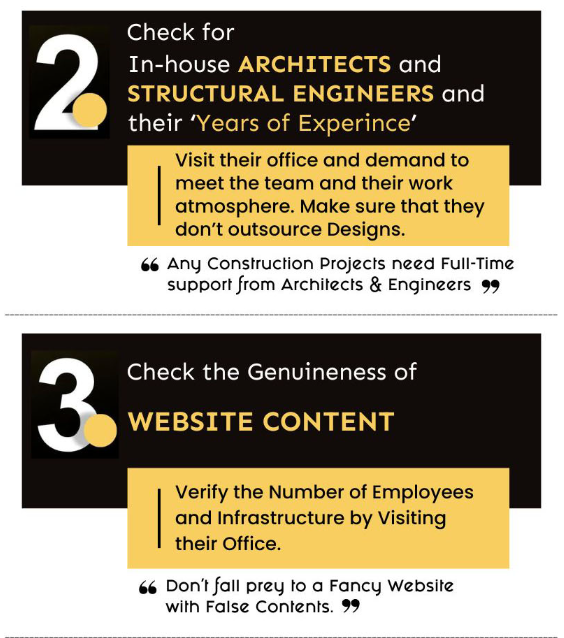 2
Check for
In-house ARCHITECTS and
STRUCTURAL ENGINEERS and
their ‘Years of Experince’
Visit their office and demand to
meet the team and their work
atmosphere. Make sure that they
don’t outsource Designs.
“ Any Construction Projects need Full-Time
support from Architects & Engineers ”
3
Check the Genuineness of
WEBSITE CONTENT
Verify the Number of Employees
and Infrastructure by Visiting
their Office.
“ Don’t fall prey to a Fancy Website
with False Contents. ”